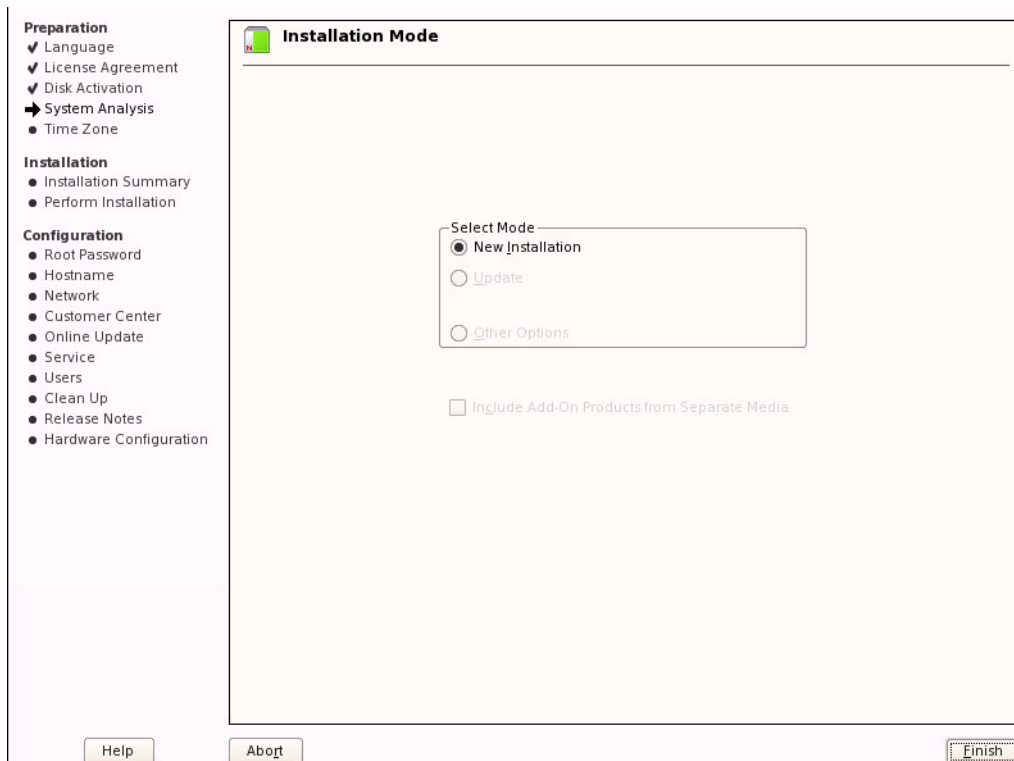 Preparation
Language
License Agreement
Disk Activation
System Analysis
Time Zone
Installation
Installation Summary
Perform Installation
Configuration
Root Password
Hostname
Network
Customer Center
Online Update
Service
Users
Clean Up
Release Notes
Hardware Configuration
N
Installation Mode
Select Mode
New Installation
Update
Other Options
Include Add-On Products from Separate Media
Help
Abort
Finish